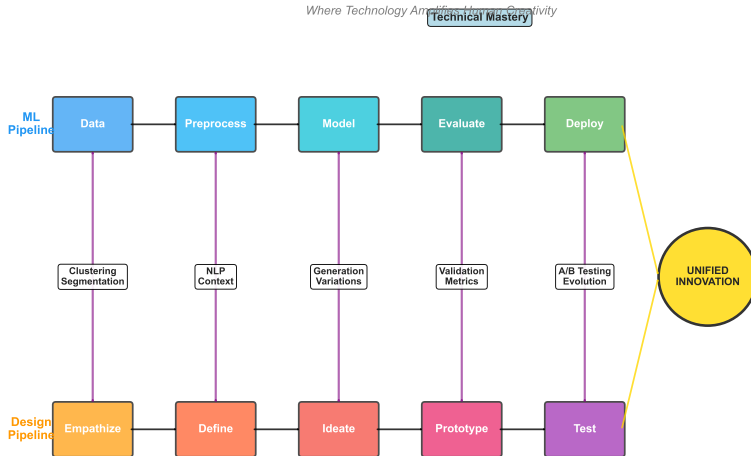 Where Technology Amplifies Human Creativity
Technical Mastery
ML
Pipeline
Data
Preprocess
Model
Evaluate
Deploy
Clustering
Segmentation
NLP
Context
Generation
Variations
Validation
Metrics
A/B Testing
Evolution
UNIFIED
INNOVATION
Design
Pipeline
Empathize
Define
Ideate
Prototype
Test